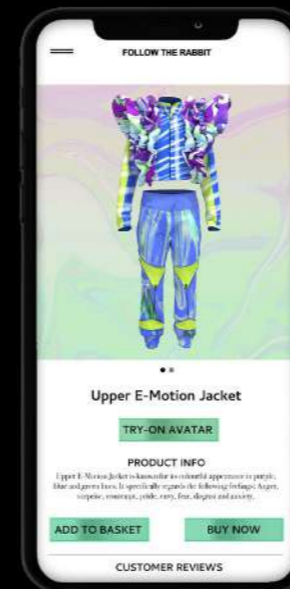 FOLLOW THE RABBIT
Upper E-Motion Jacket
TRY-ON AVATAR
PRODUCT INFO
Upper E-Motion Jacket is known for its colourful appearance in purple,
blue and green hues. It specifically regards the following feelings: Anger,
surprise, contempt, pride, envy, fear, disgust and anxiety.
ADD TO BASKET
BUY NOW
CUSTOMER REVIEWS